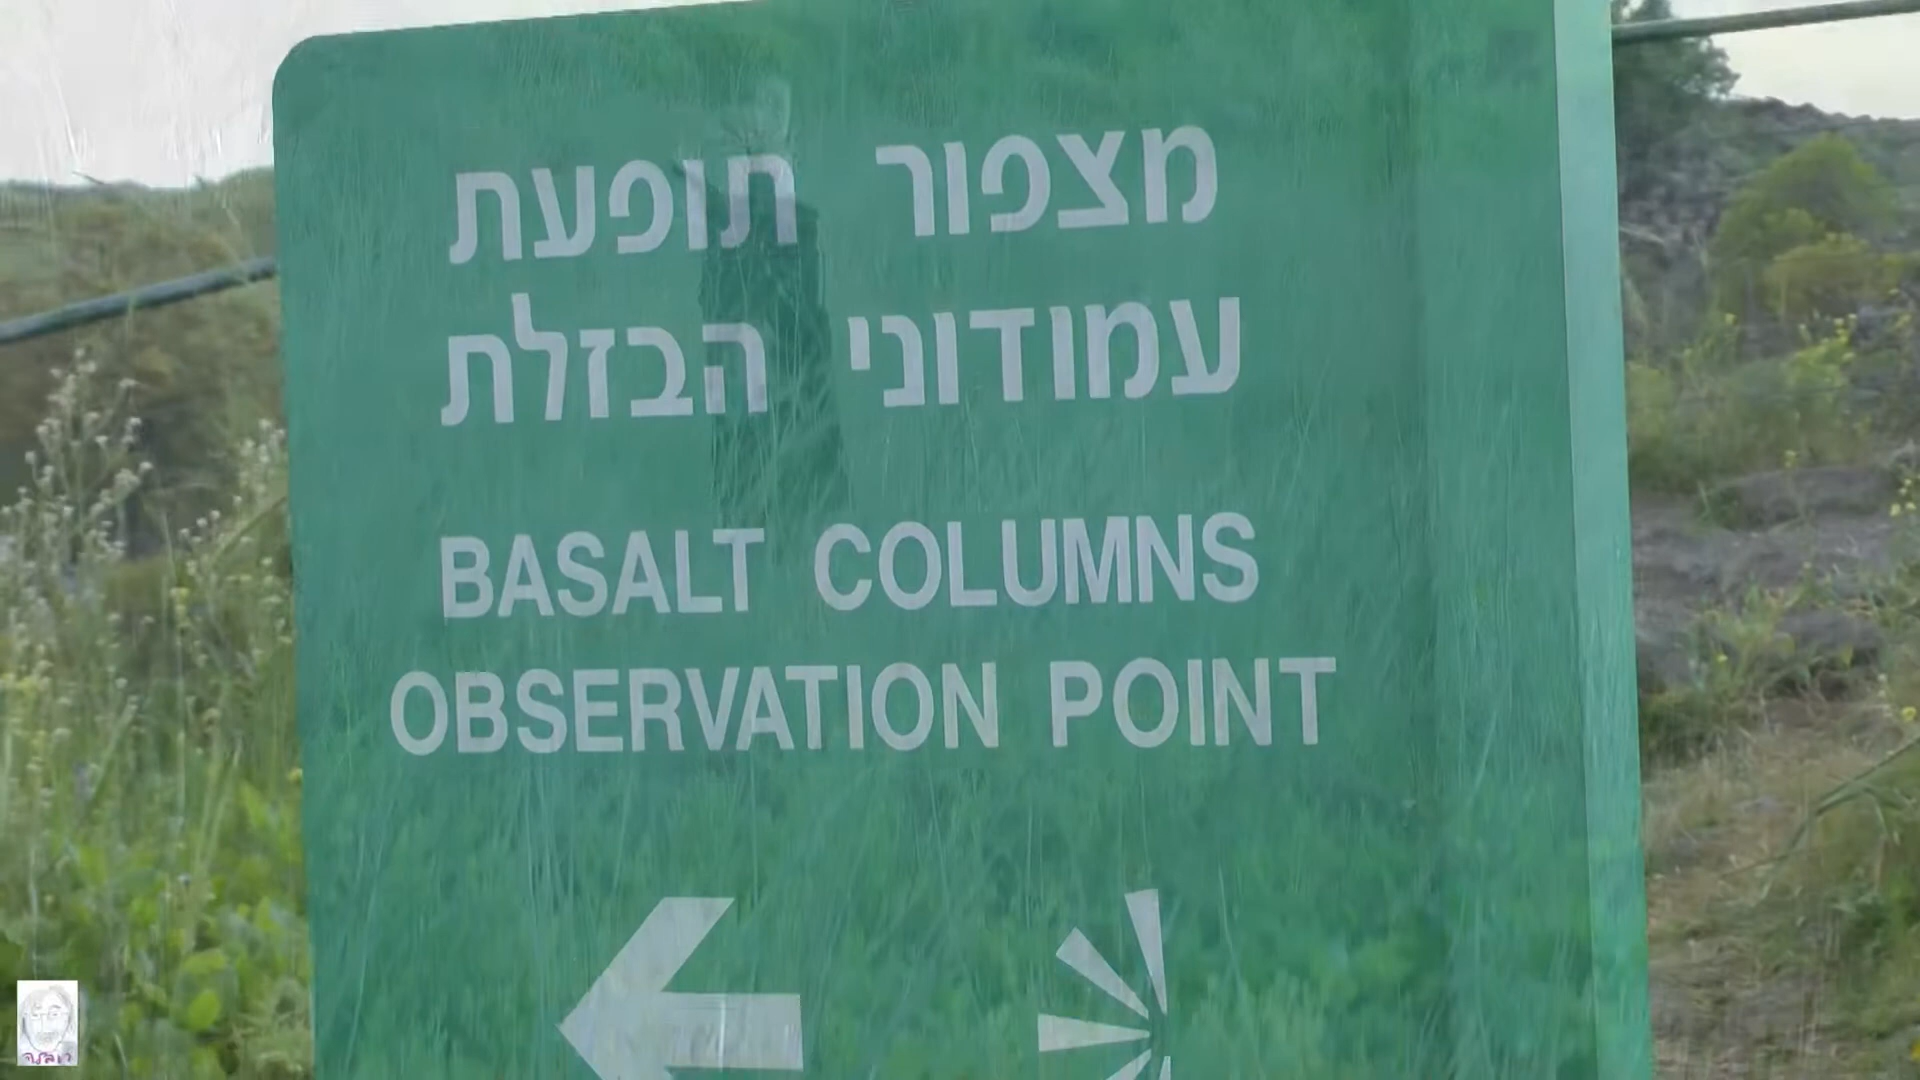 מצפור תופעת
עמודוני הבזלת
BASALT COLUMNS
OBSERVATION POINT